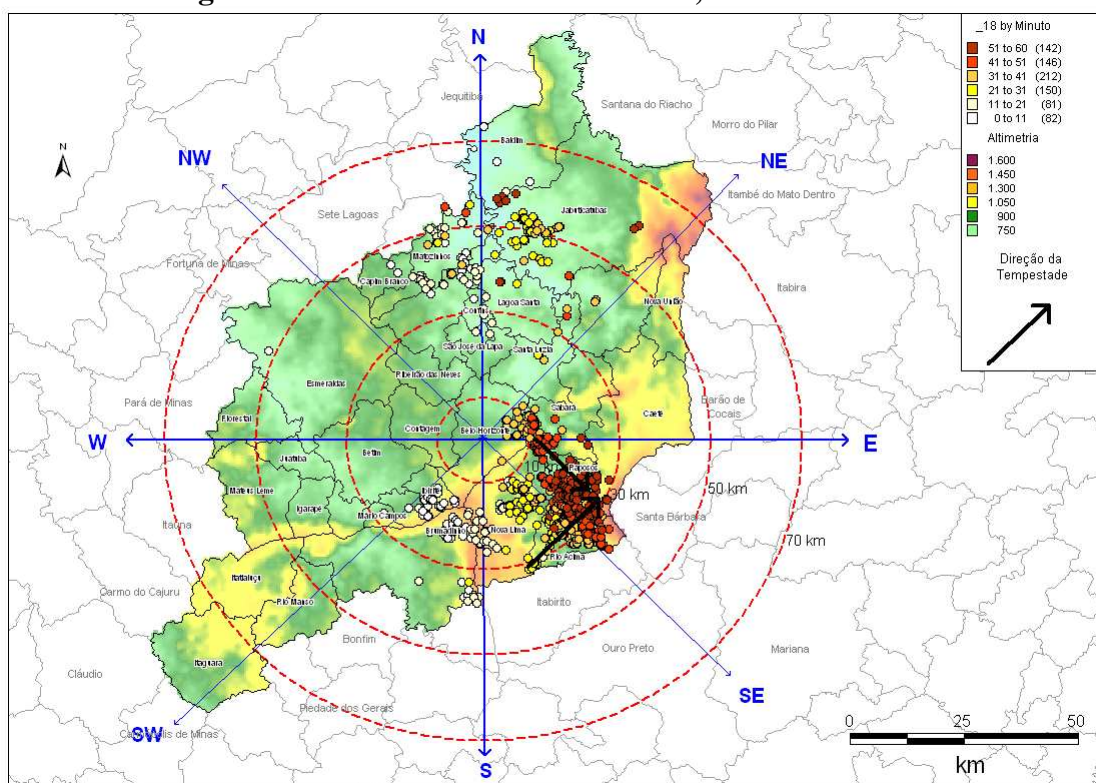 N
Jequitibá
Santana do Riacho
Morro do Pilar
Baldim
N
NW
NE
Itambé do Mato Dentro
Sete Lagoas
Jaboticatubas
Fortuna de Minas
Matozinhos
Capim Branco
Itabira
Lagoa Santa
Nova União
Confins
São José da Lapa
Santa Luzia
Esmeraldas
Ribeirão das Neves
Pará de Minas
Barão de
Cocais
Florestal
Sabará
Caeté
Contagem
Belo Horizonte
W
E
Juatuba
Betim
10 km
Raposos
Mateus Leme
Ibirité
30 km
50 km
Igarapé
Mário Campos
Santa Bárbara
Itaúna
Brumadinho
Nova Lima
70 km
Rio Acima
Itatiaiuçu
Carmo do Cajuru
Rio Manso
Itabirito
Bonfim
Ouro Preto
Mariana
Itaguara
Cláudio
SE
Piedade dos Gerais
SW
S
_18 by Minuto
51 to 60 (142)
41 to 51 (146)
31 to 41 (212)
21 to 31 (150)
11 to 21 (81)
0 to 11 (82)
Altimetria
1.600
1.450
1.300
1.050
900
750
Direção da
Tempestade
0 25 50
km